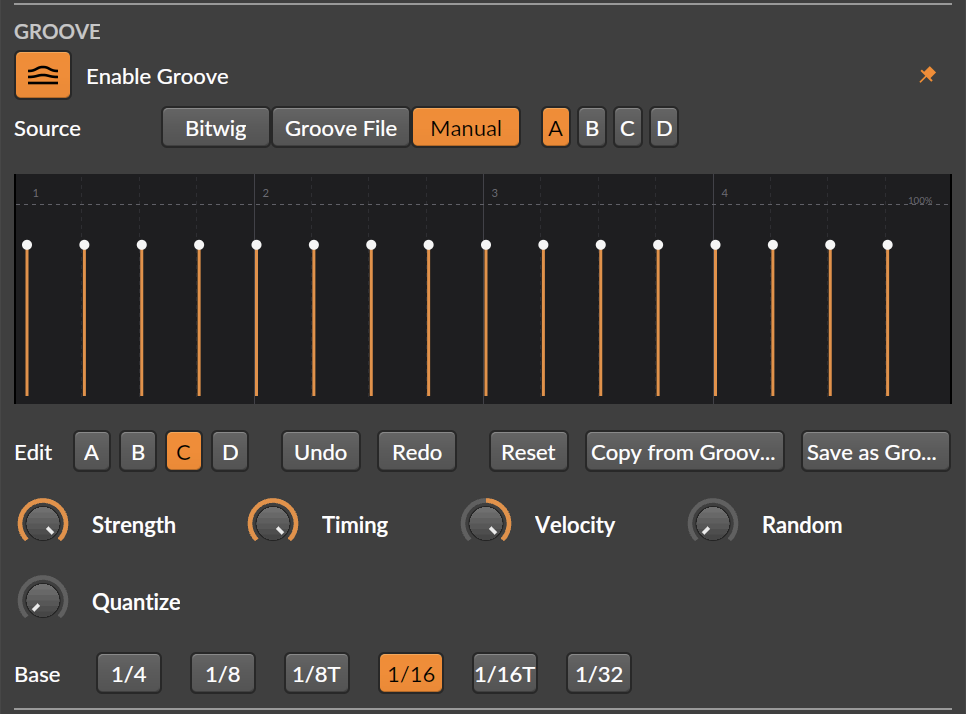 GROOVE
Enable Groove
Source Bitwig Groove File Manual A B C D
1 2 3 4
100%
Edit A B C D Undo Redo Reset Copy from Groov... Save as Gro...
Strength Timing Velocity Random
Quantize
Base 1/4 1/8 1/8T 1/16 1/16T 1/32